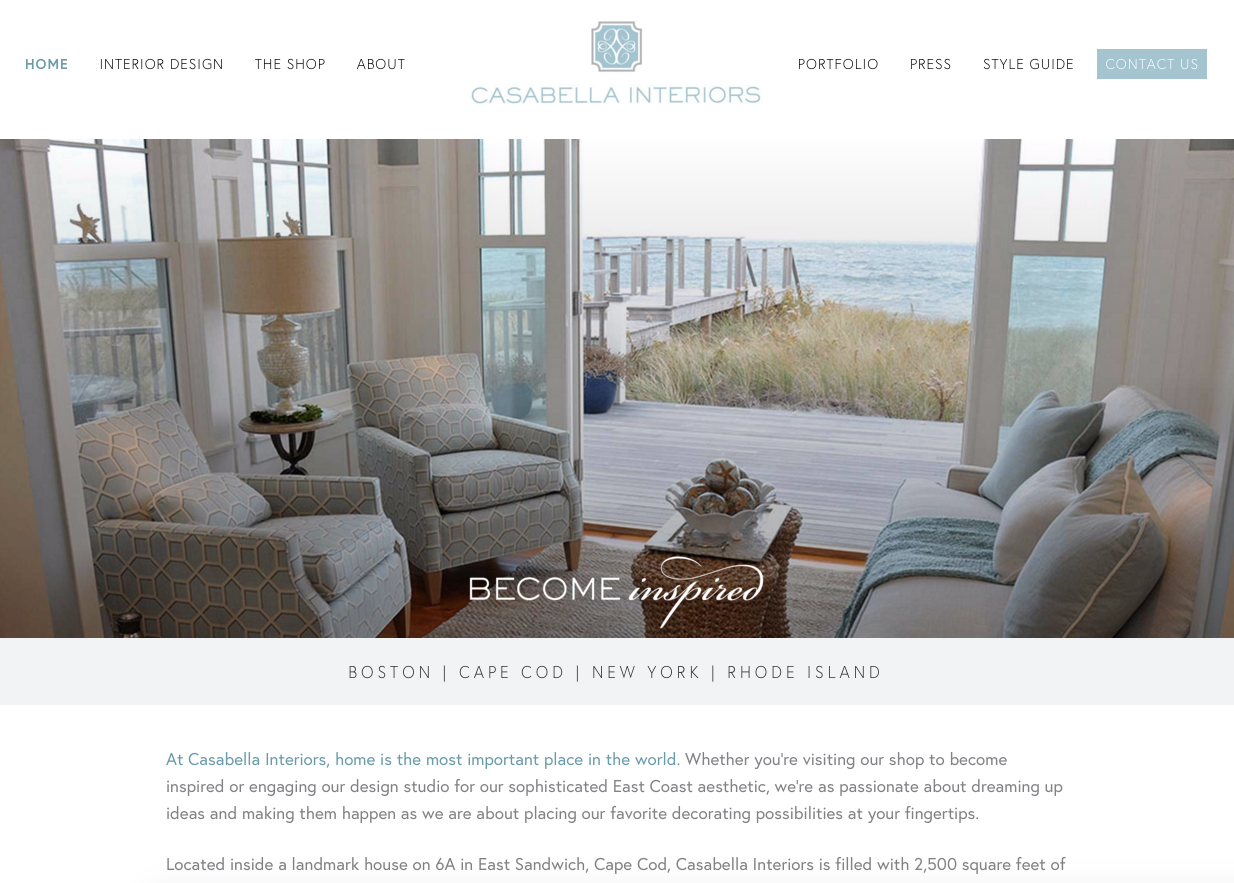 HOME INTERIOR DESIGN THE SHOP ABOUT
CASABELLA INTERIORS
PORTFOLIO PRESS STYLE GUIDE CONTACT US
BECOME inspired
BOSTON | CAPE COD | NEW YORK | RHODE ISLAND
At Casabella Interiors, home is the most important place in the world. Whether you're visiting our shop to become
inspired or engaging our design studio for our sophisticated East Coast aesthetic, we're as passionate about dreaming up
ideas and making them happen as we are about placing our favorite decorating possibilities at your fingertips.
Located inside a landmark house on 6A in East Sandwich, Cape Cod, Casabella Interiors is filled with 2,500 square feet of